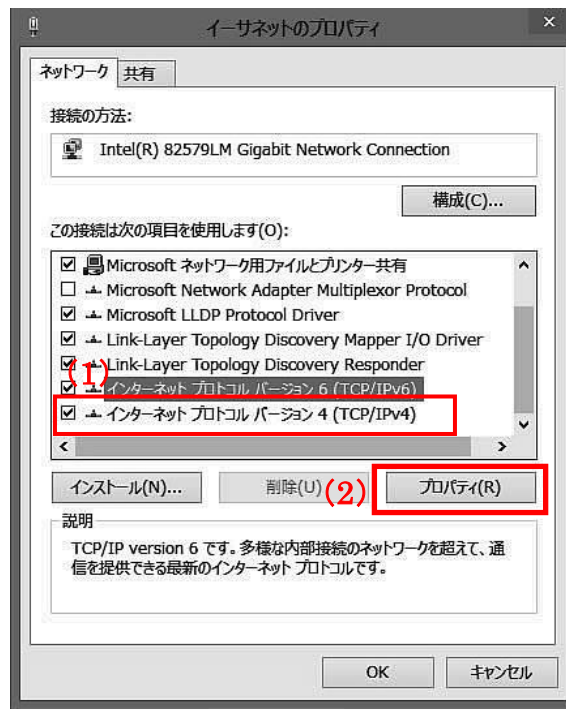 イーサネットのプロパティ
ネットワーク 共有
接続の方法:
Intel(R) 82579LM Gigabit Network Connection
構成(C)...
この接続は次の項目を使用します(O):
Microsoft ネットワーク用ファイルとプリンター共有
Microsoft Network Adapter Multiplexor Protocol
Microsoft LLDP Protocol Driver
Link-Layer Topology Discovery Mapper I/O Driver
Link-Layer Topology Discovery Responder
(1)
インターネット プロトコル バージョン 6 (TCP/IPv6)
インターネット プロトコル バージョン 4 (TCP/IPv4)
インストール(N)... 削除(U) (2) プロパティ(R)
説明
TCP/IP version 6 です。多様な内部接続のネットワークを超えて、通
信を提供できる最新のインターネット プロトコルです。
OK キャンセル